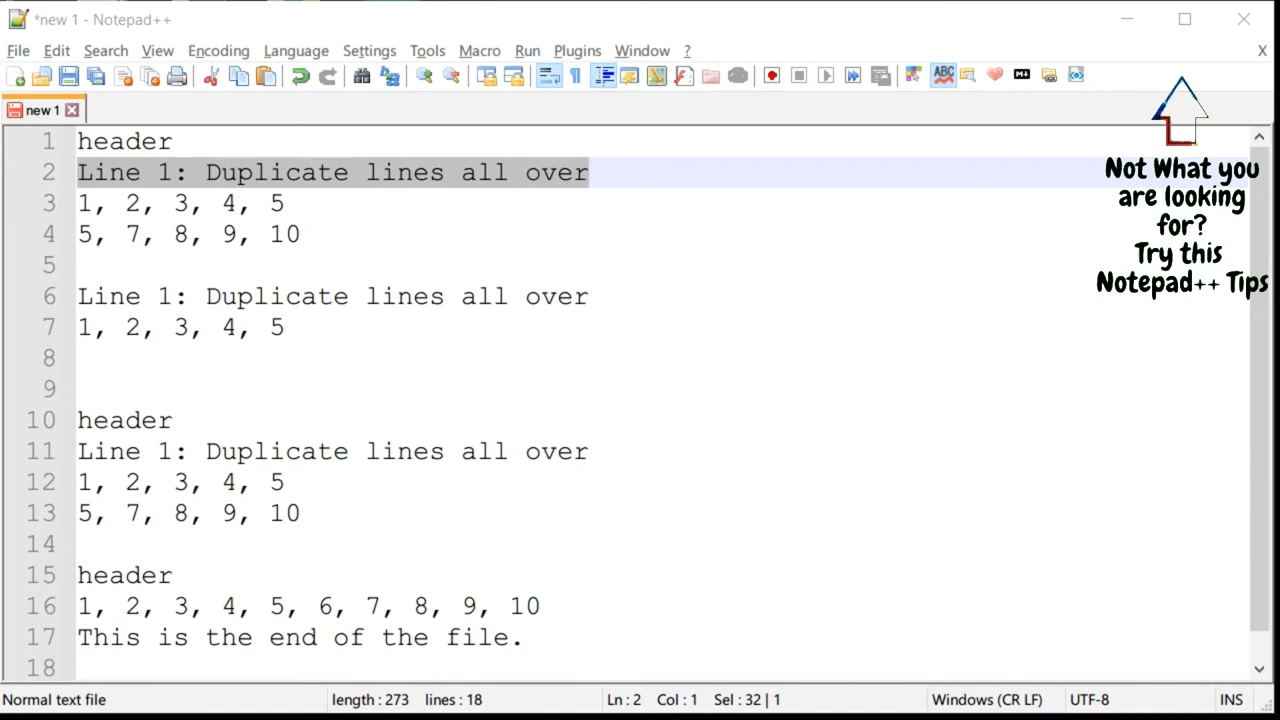 *new 1 - Notepad++
File Edit Search View Encoding Language Settings Tools Macro Run Plugins Window ? X
ABC
new 1
1 header
2 Line 1: Duplicate lines all over
3 1, 2, 3, 4, 5
4 5, 7, 8, 9, 10
5
6 Line 1: Duplicate lines all over
7 1, 2, 3, 4, 5
8
9
10 header
11 Line 1: Duplicate lines all over
12 1, 2, 3, 4, 5
13 5, 7, 8, 9, 10
14
15 header
16 1, 2, 3, 4, 5, 6, 7, 8, 9, 10
17 This is the end of the file.
18
Not What you
are looking
for?
Try this
Notepad++ Tips
Normal text file length : 273 lines : 18 Ln : 2 Col : 1 Sel : 32 | 1 Windows (CR LF) UTF-8 INS